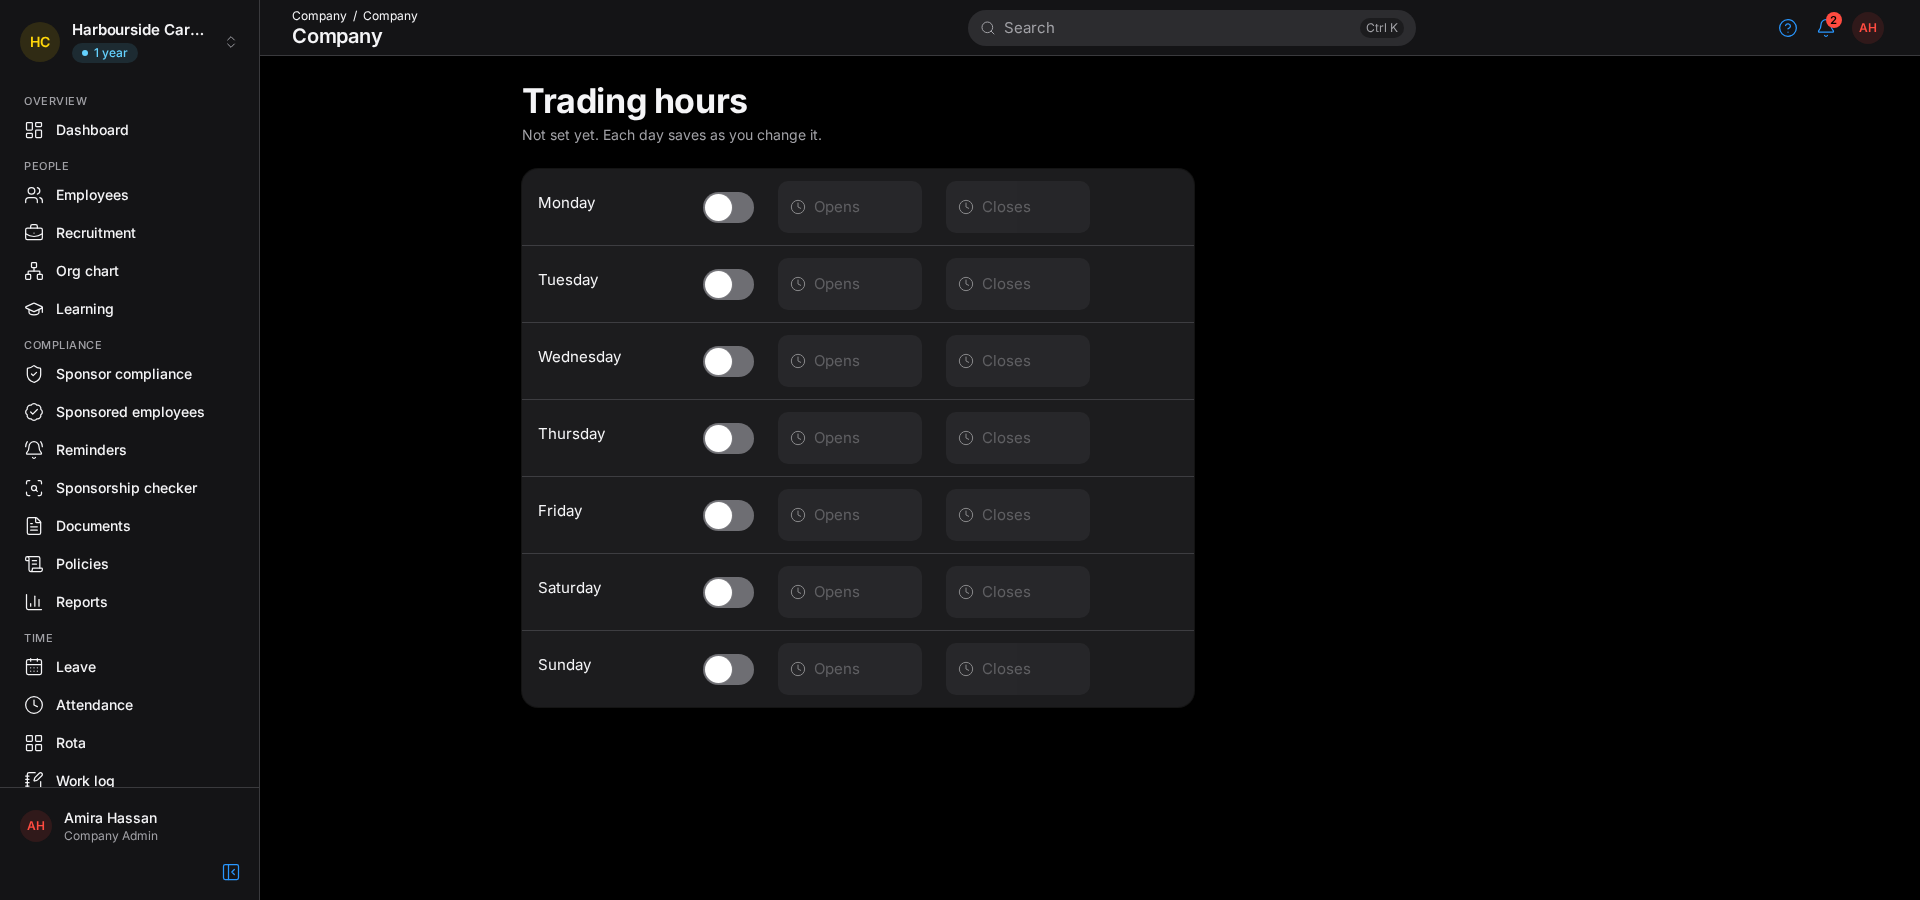 HC
Harbourside Car...
1 year
OVERVIEW
Dashboard
PEOPLE
Employees
Recruitment
Org chart
Learning
COMPLIANCE
Sponsor compliance
Sponsored employees
Reminders
Sponsorship checker
Documents
Policies
Reports
TIME
Leave
Attendance
Rota
Work log
AH
Amira Hassan
Company Admin
Company / Company
Company
Search
Ctrl K
2
AH
Trading hours
Not set yet. Each day saves as you change it.
Monday Opens Closes
Tuesday Opens Closes
Wednesday Opens Closes
Thursday Opens Closes
Friday Opens Closes
Saturday Opens Closes
Sunday Opens Closes